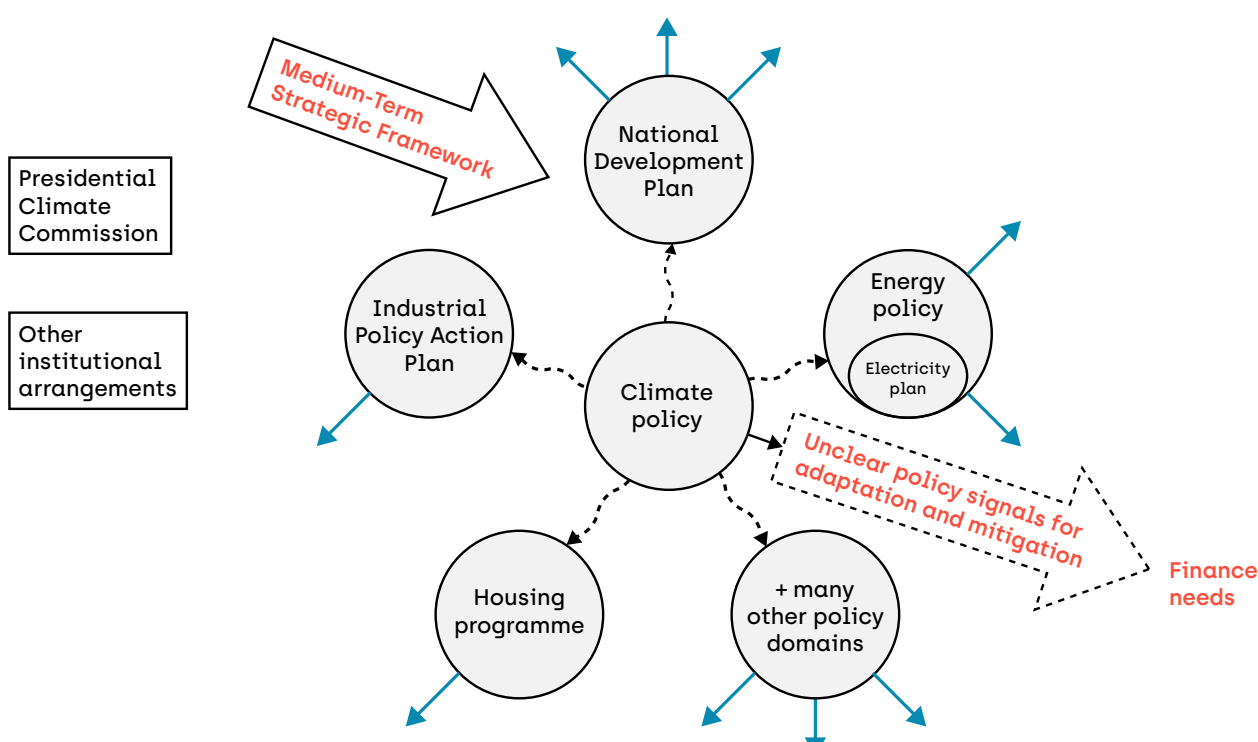 Medium-Term
Strategic Framework
National
Development
Plan
Presidential
Climate
Commission
Industrial
Policy Action
Plan
Energy
policy
Electricity
plan
Other
institutional
arrangements
Climate
policy
Unclear policy signals for
adaptation and mitigation
Finance
needs
Housing
programme
+ many
other policy
domains